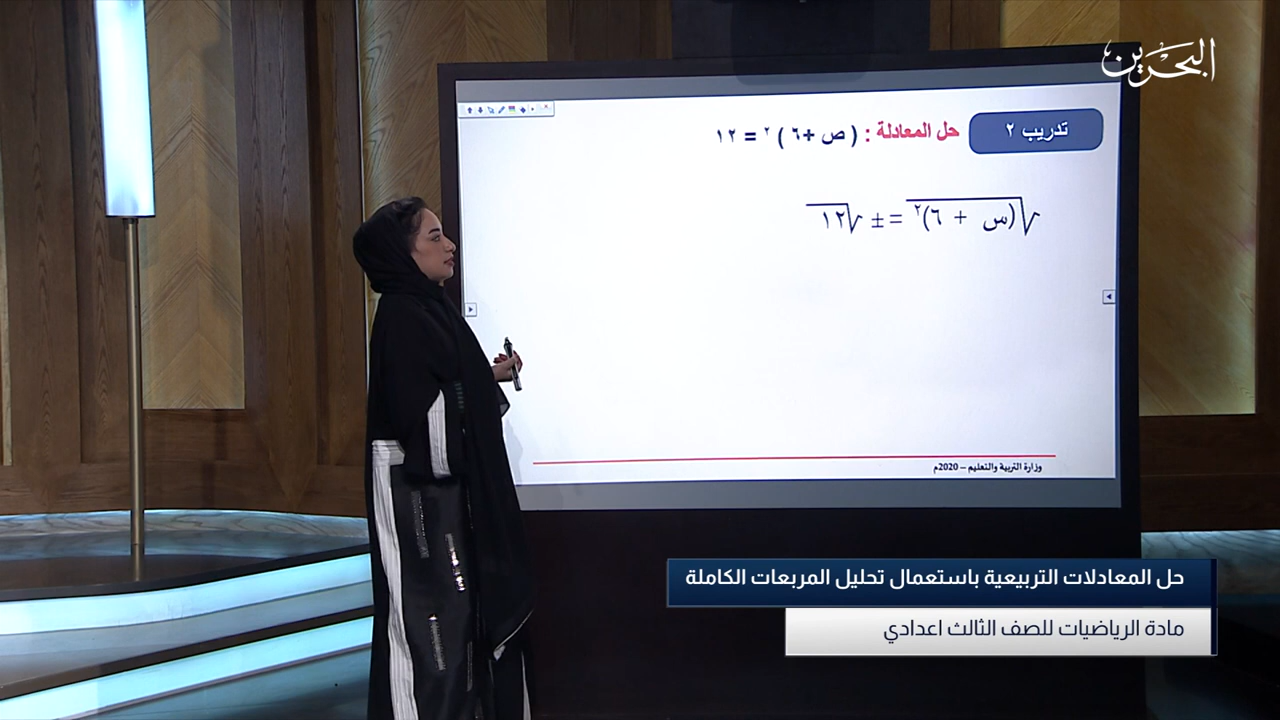 البحرين
تدريب ٢
حل المعادلة : ( ص +٦ )٢ = ١٢
√(س + ٦)٢ = ± √١٢
وزارة التربية والتعليم – 2020م
حل المعادلات التربيعية باستعمال تحليل المربعات الكاملة
مادة الرياضيات للصف الثالث اعدادي